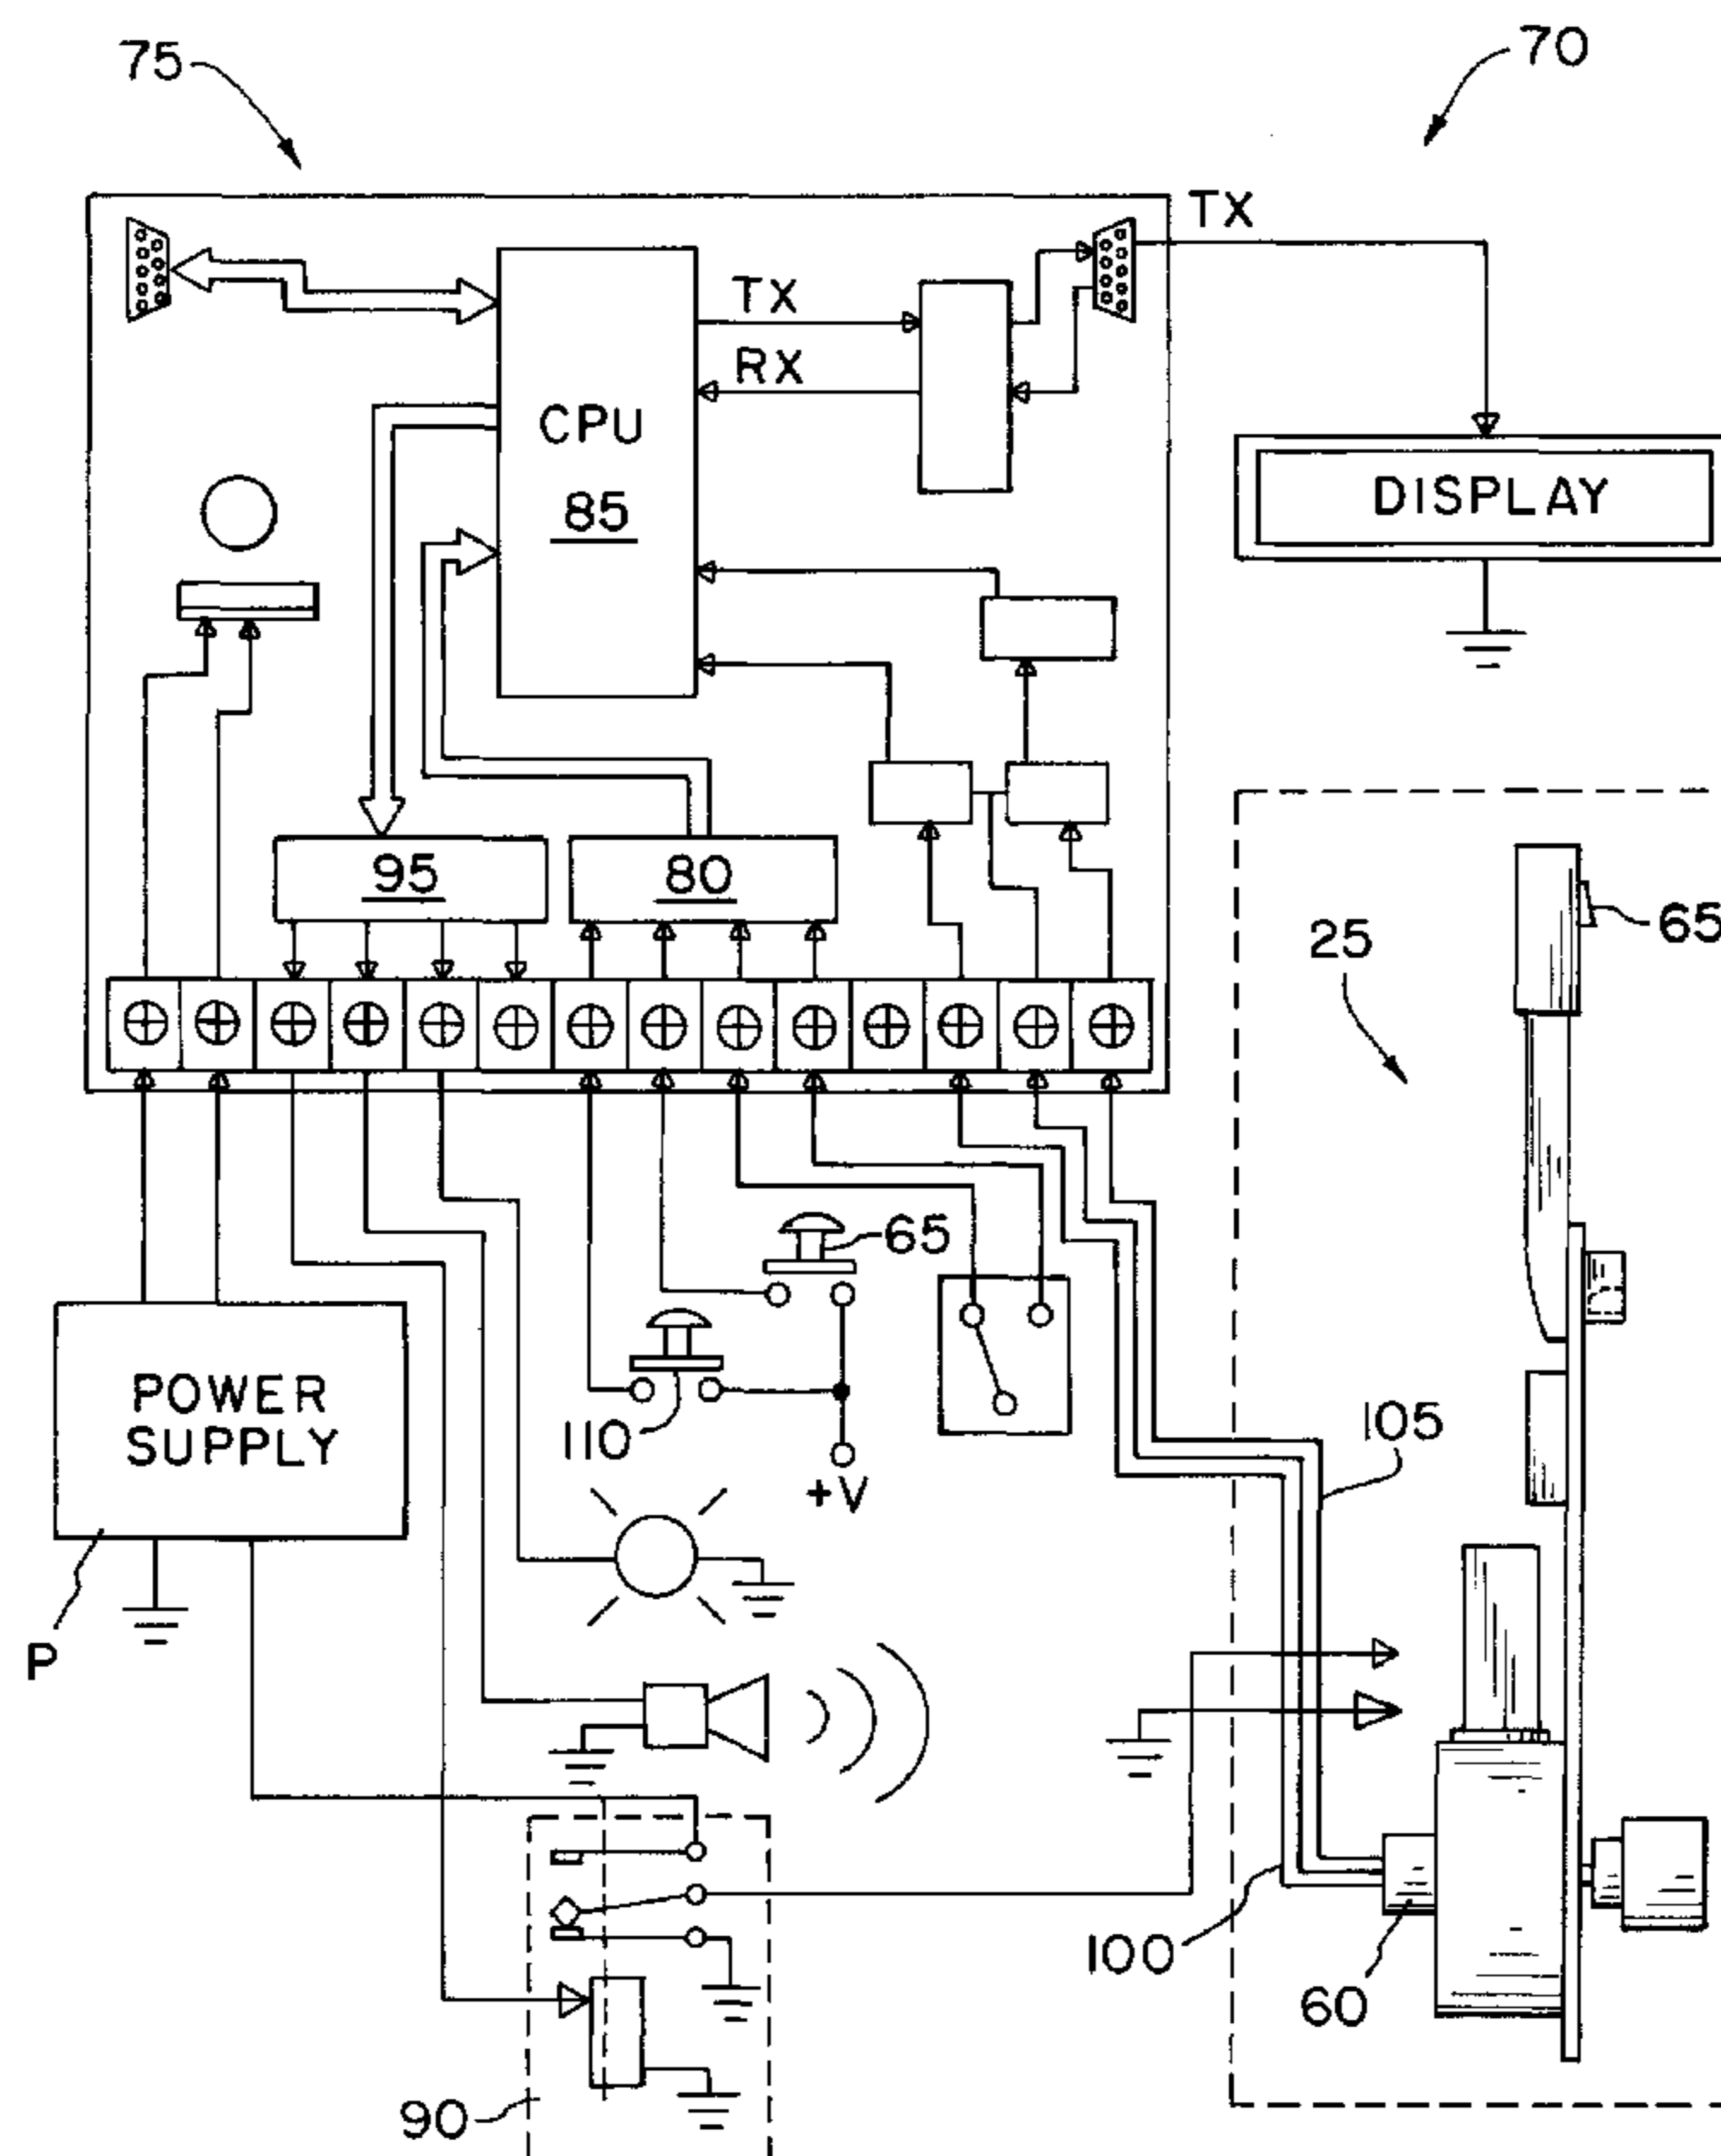 75
70
TX
TX
RX
CPU
85
DISPLAY
95
80
65
25
65
110
+V
105
POWER
SUPPLY
P
100
60
90